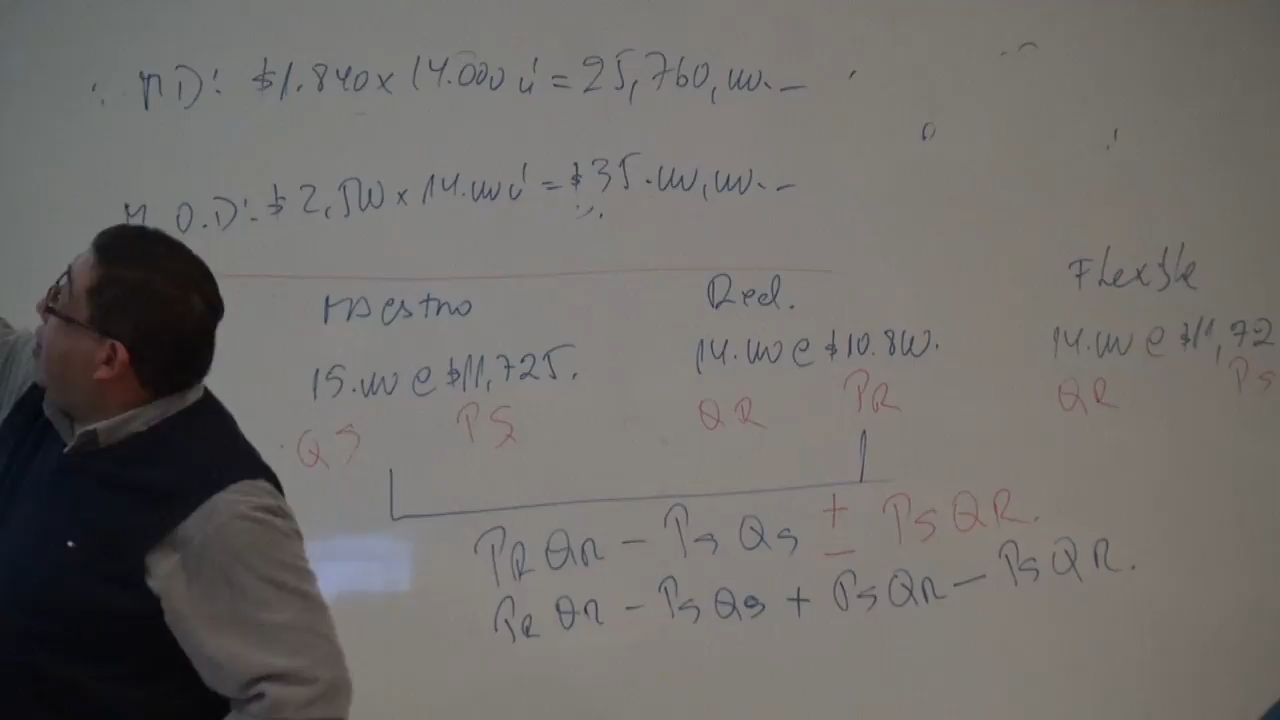 MD: $1.840 x 14.000 u = 25,760,000.-
M.O.D: $2,500 x 14.000 u = $35.000,000.-
Maestro Real. Flexible
15.000 @ $11,725. 14.000 @ $10.800. 14.000 @ $11,72
QS PS QR PR QR PS
PR QR - PS QS ± PS QR.
PR QR - PS QS + PS QR - PS QR.